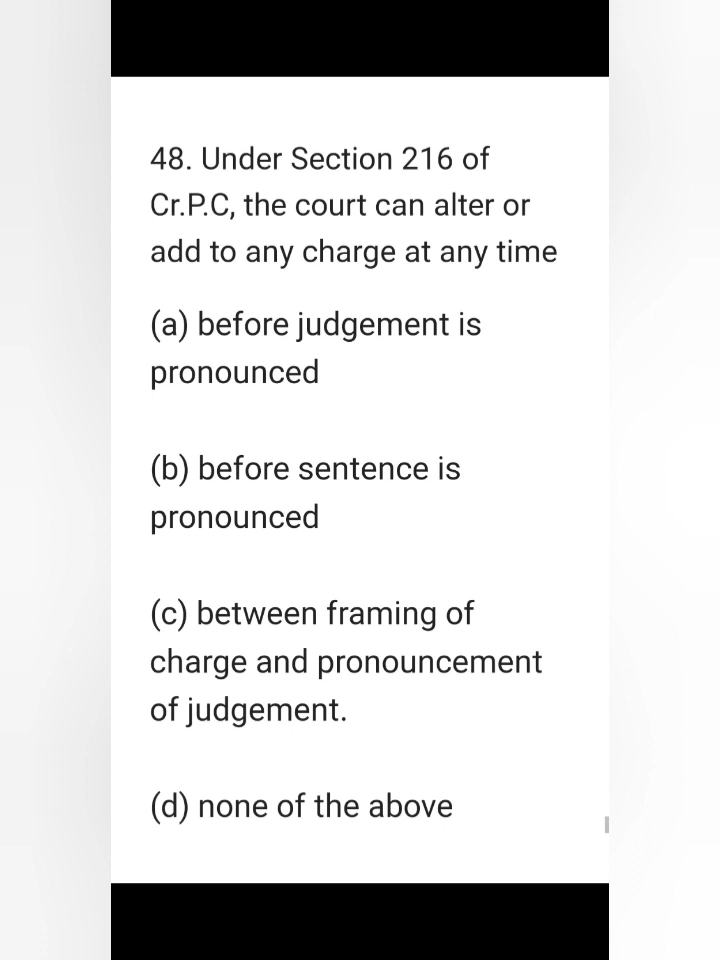 48. Under Section 216 of
Cr.P.C, the court can alter or
add to any charge at any time
(a) before judgement is
pronounced
(b) before sentence is
pronounced
(c) between framing of
charge and pronouncement
of judgement.
(d) none of the above